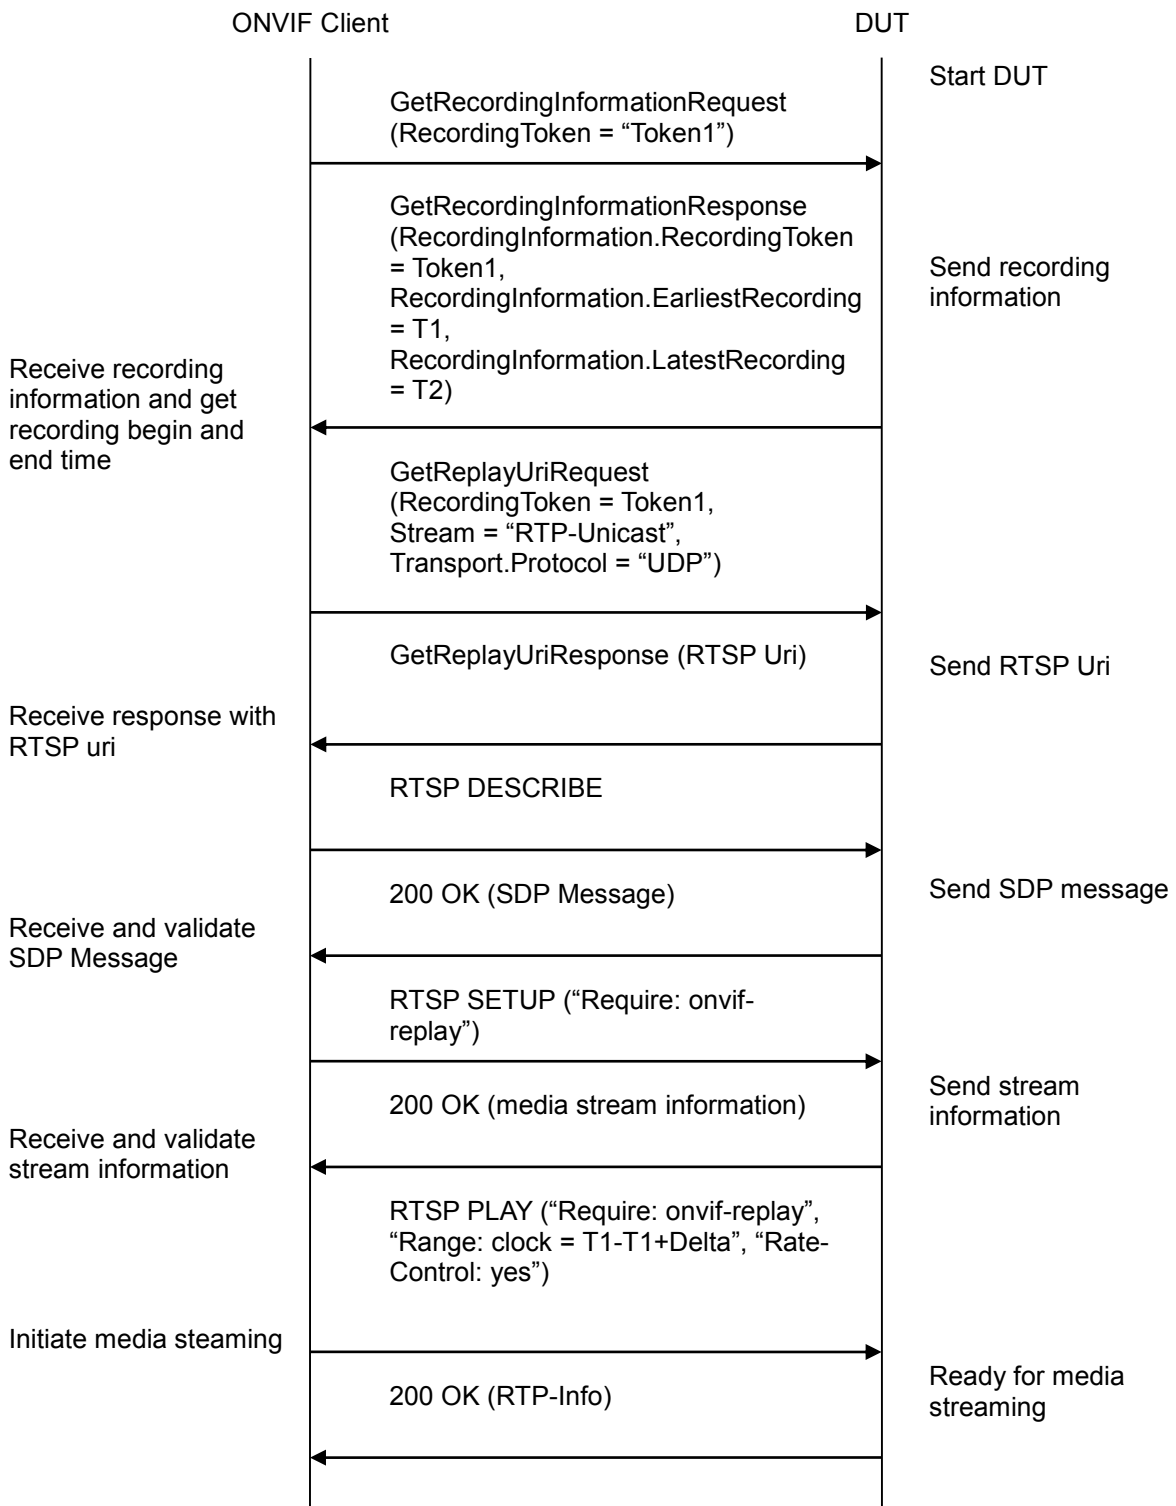 ONVIF Client
DUT
Start DUT
GetRecordingInformationRequest
(RecordingToken = “Token1”)
GetRecordingInformationResponse
(RecordingInformation.RecordingToken
= Token1,
RecordingInformation.EarliestRecording
= T1,
RecordingInformation.LatestRecording
= T2)
Send recording
information
Receive recording
information and get
recording begin and
end time
GetReplayUriRequest
(RecordingToken = Token1,
Stream = “RTP-Unicast”,
Transport.Protocol = “UDP”)
GetReplayUriResponse (RTSP Uri)
Send RTSP Uri
Receive response with
RTSP uri
RTSP DESCRIBE
200 OK (SDP Message)
Send SDP message
Receive and validate
SDP Message
RTSP SETUP (“Require: onvif-
replay”)
200 OK (media stream information)
Send stream
information
Receive and validate
stream information
RTSP PLAY (“Require: onvif-replay”,
“Range: clock = T1-T1+Delta”, “Rate-
Control: yes”)
Initiate media steaming
200 OK (RTP-Info)
Ready for media
streaming